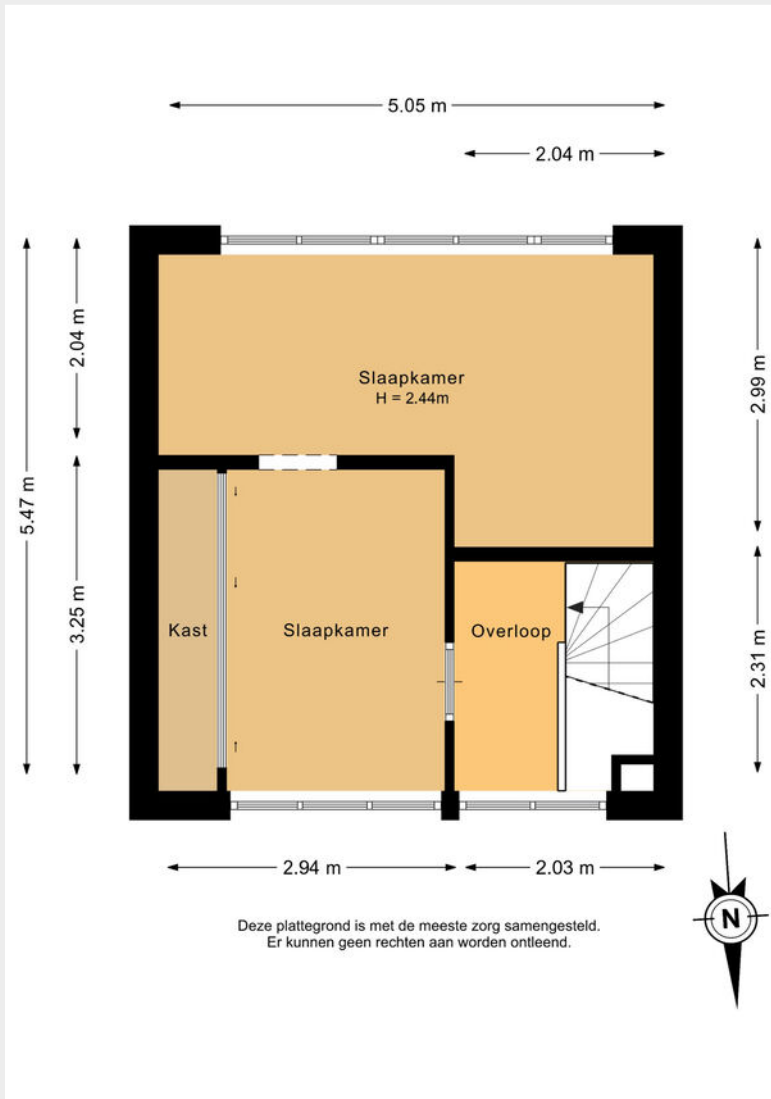 5.05 m
2.04 m
2.04 m
2.99 m
5.47 m
Slaapkamer
H = 2.44m
3.25 m
2.31 m
Kast
Slaapkamer
Overloop
2.94 m
2.03 m
N
Deze plattegrond is met de meeste zorg samengesteld.
Er kunnen geen rechten aan worden ontleend.